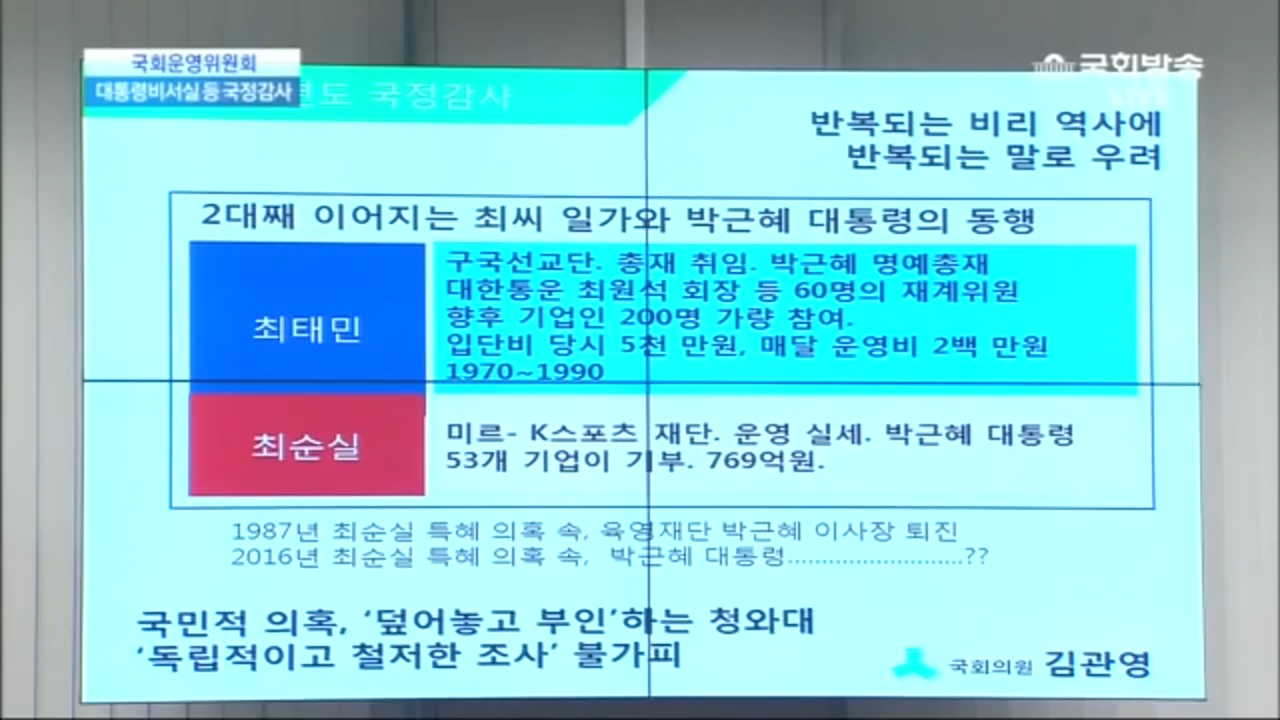 국회운영위원회
대통령비서실 등 국정감사
국회방송
LIVE
년도 국정감사
반복되는 비리 역사에
반복되는 말로 우려
2대째 이어지는 최씨 일가와 박근혜 대통령의 동행
최태민
구국선교단. 총재 취임. 박근혜 명예총재
대한통운 최원석 회장 등 60명의 재계위원
향후 기업인 200명 가량 참여.
입단비 당시 5천 만원, 매달 운영비 2백 만원
1970~1990
최순실
미르- K스포츠 재단. 운영 실세. 박근혜 대통령
53개 기업이 기부. 769억원.
1987년 최순실 특혜 의혹 속, 육영재단 박근혜 이사장 퇴진
2016년 최순실 특혜 의혹 속, 박근혜 대통령..........................??
국민적 의혹, ‘덮어놓고 부인’하는 청와대
‘독립적이고 철저한 조사’ 불가피
국회의원 김관영